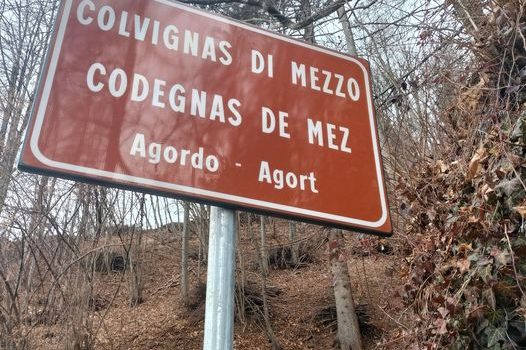 COLVIGNAS DI MEZZO
CODEGNAS DE MEZ
Agordo - Agort